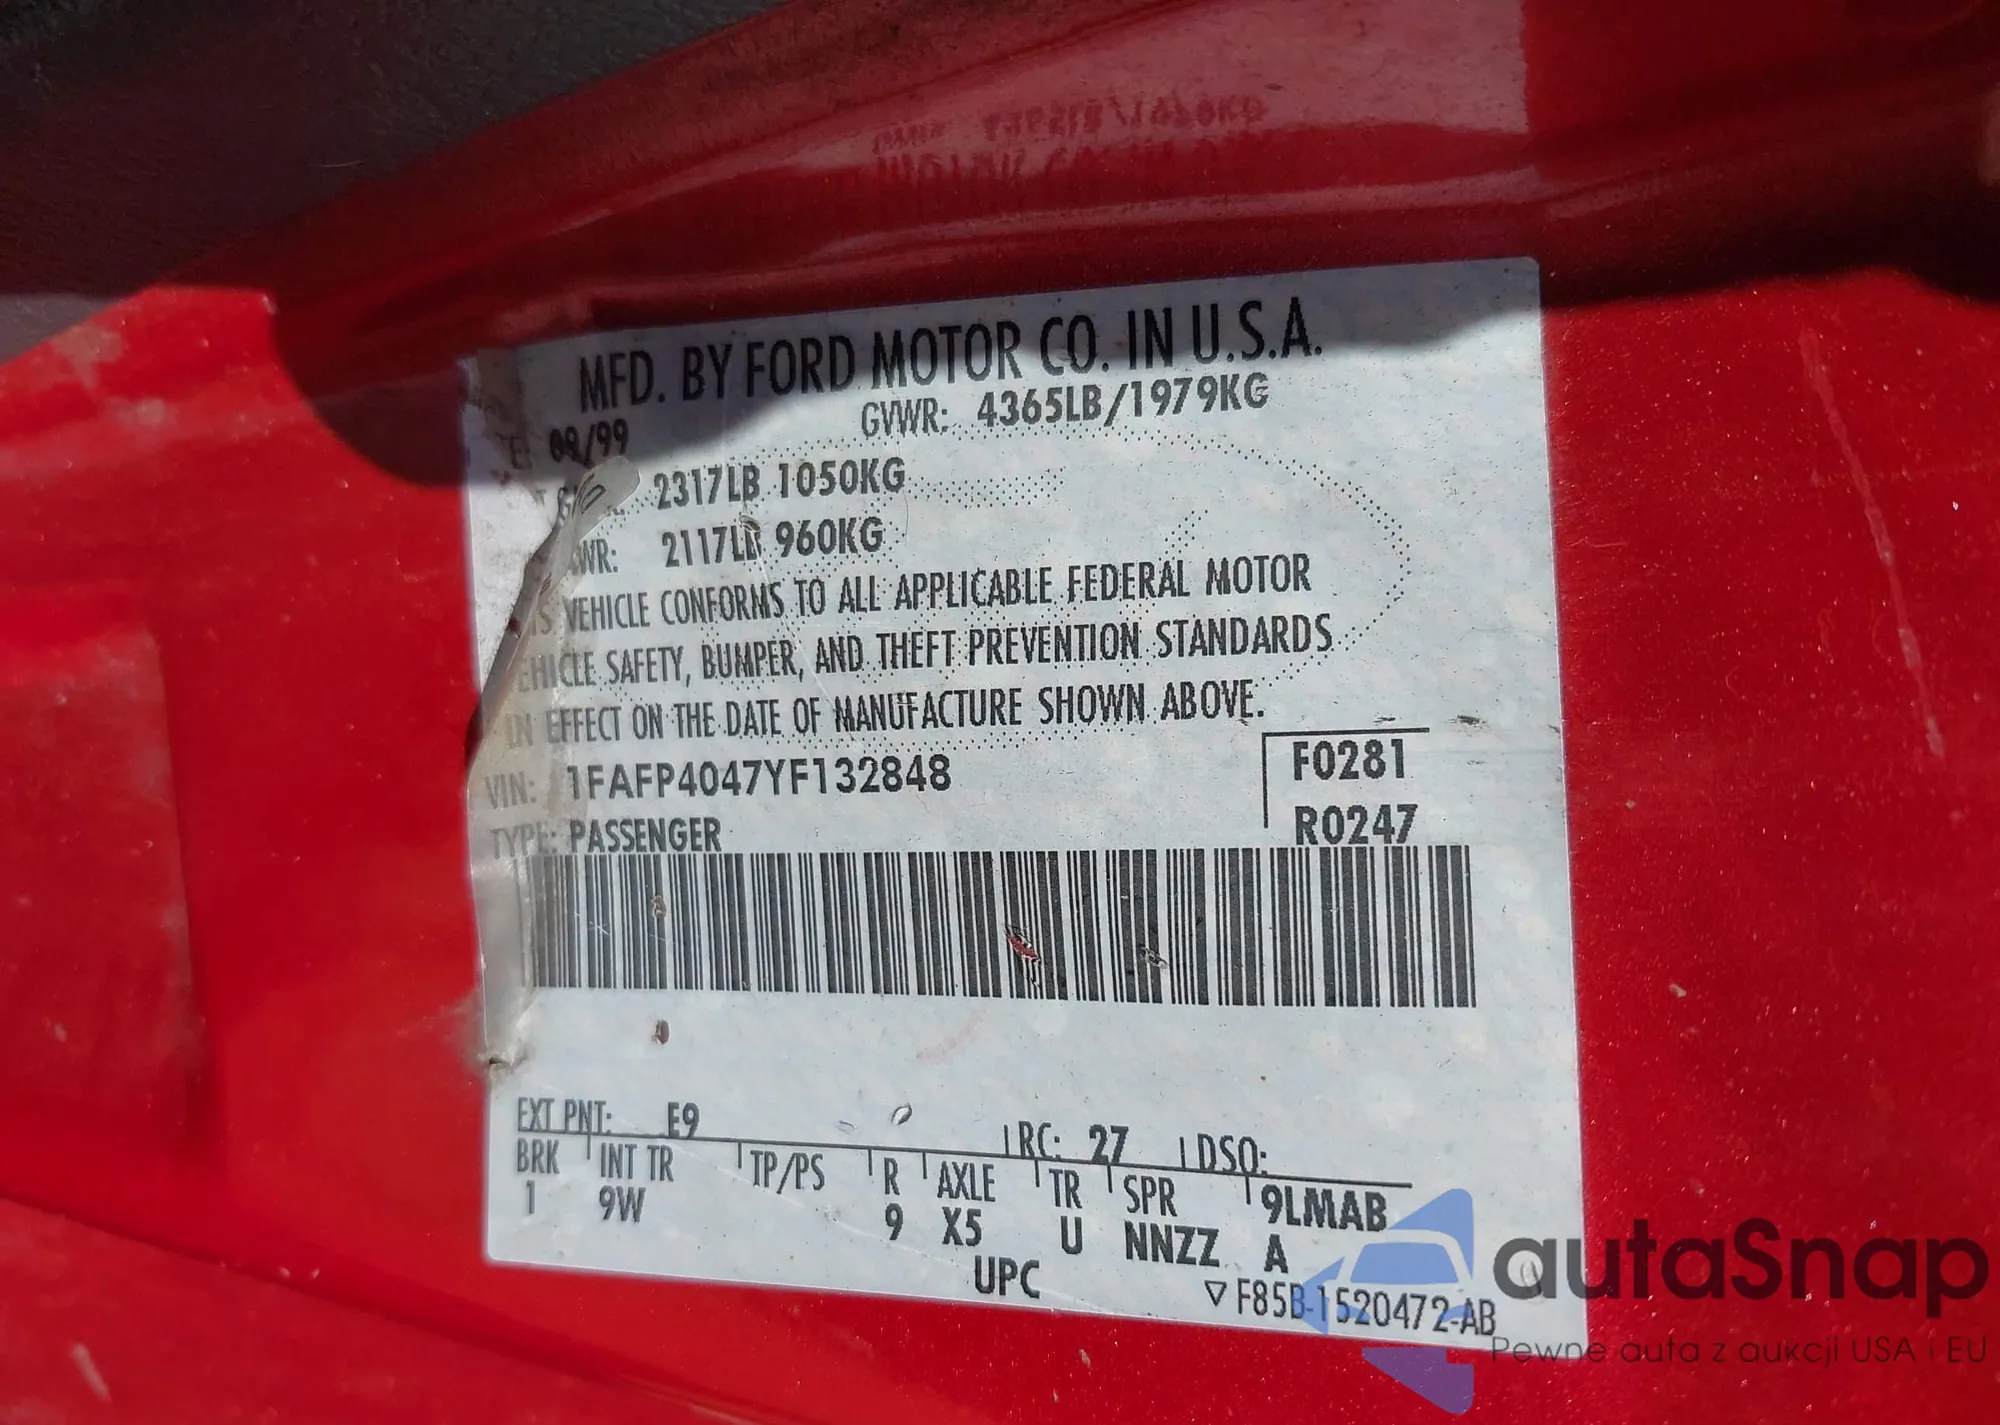 MFD. BY FORD MOTOR CO. IN U.S.A.
09/99 GVWR: 4365LB/1979KG
2317LB 1050KG
WR: 2117LB 960KG
VEHICLE CONFORMS TO ALL APPLICABLE FEDERAL MOTOR
EHICLE SAFETY, BUMPER, AND THEFT PREVENTION STANDARDS
IN EFFECT ON THE DATE OF MANUFACTURE SHOWN ABOVE.
VIN: 1FAFP4047YF132848 F0281
TYPE: PASSENGER R0247
EXT PNT: E9 RC: 27 DSO:
BRK INT TR TP/PS R AXLE TR SPR 9LMAB
1 9W 9 X5 U NNZZ A
UPC ▽F85B-1520472-AB
autaSnap
Pewne auta z aukcji USA i EU